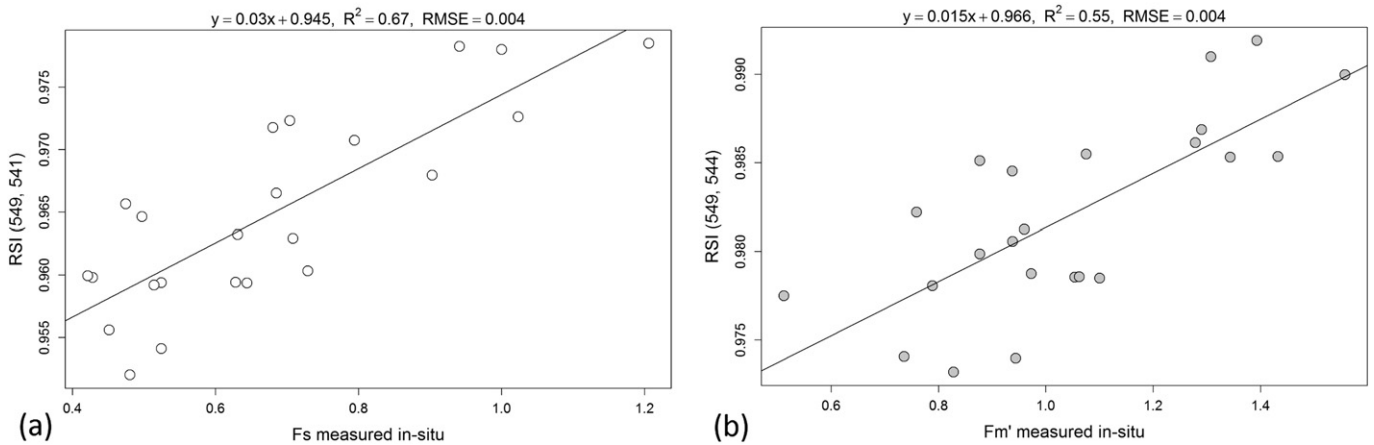 y = 0.03x + 0.945, R² = 0.67, RMSE = 0.004
RSI (549, 541)
0.975
0.970
0.965
0.960
0.955
0.4 0.6 0.8 1.0 1.2
Fs measured in-situ
(a)
y = 0.015x + 0.966, R² = 0.55, RMSE = 0.004
RSI (549, 544)
0.990
0.985
0.980
0.975
0.6 0.8 1.0 1.2 1.4
Fm' measured in-situ
(b)